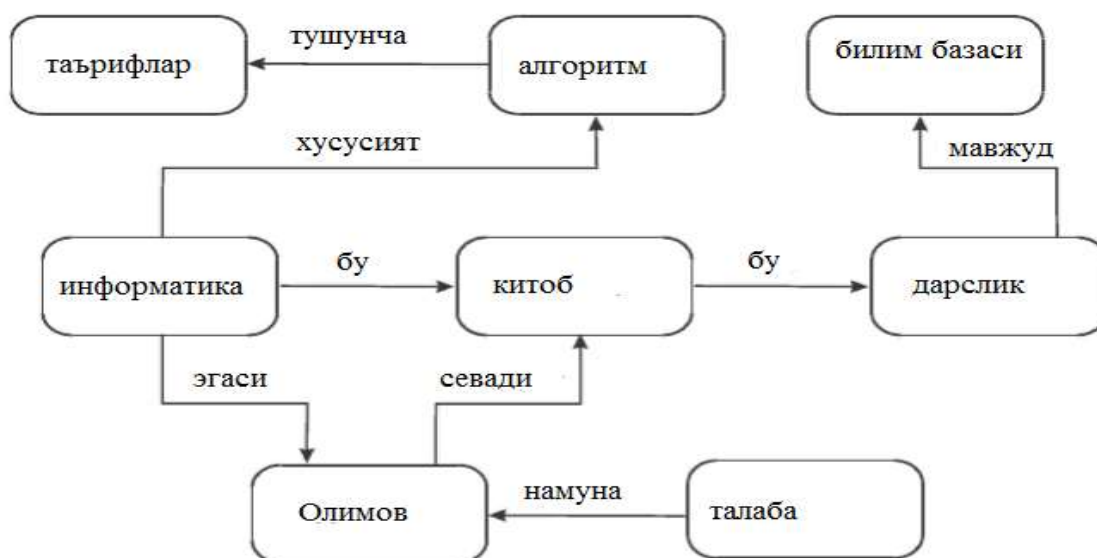 таърифлар
тушунча
алгоритм
билим базаси
хусусият
мавжуд
информатика
бу
китоб
бу
дарслик
эгаси
севади
Олимов
намуна
талаба